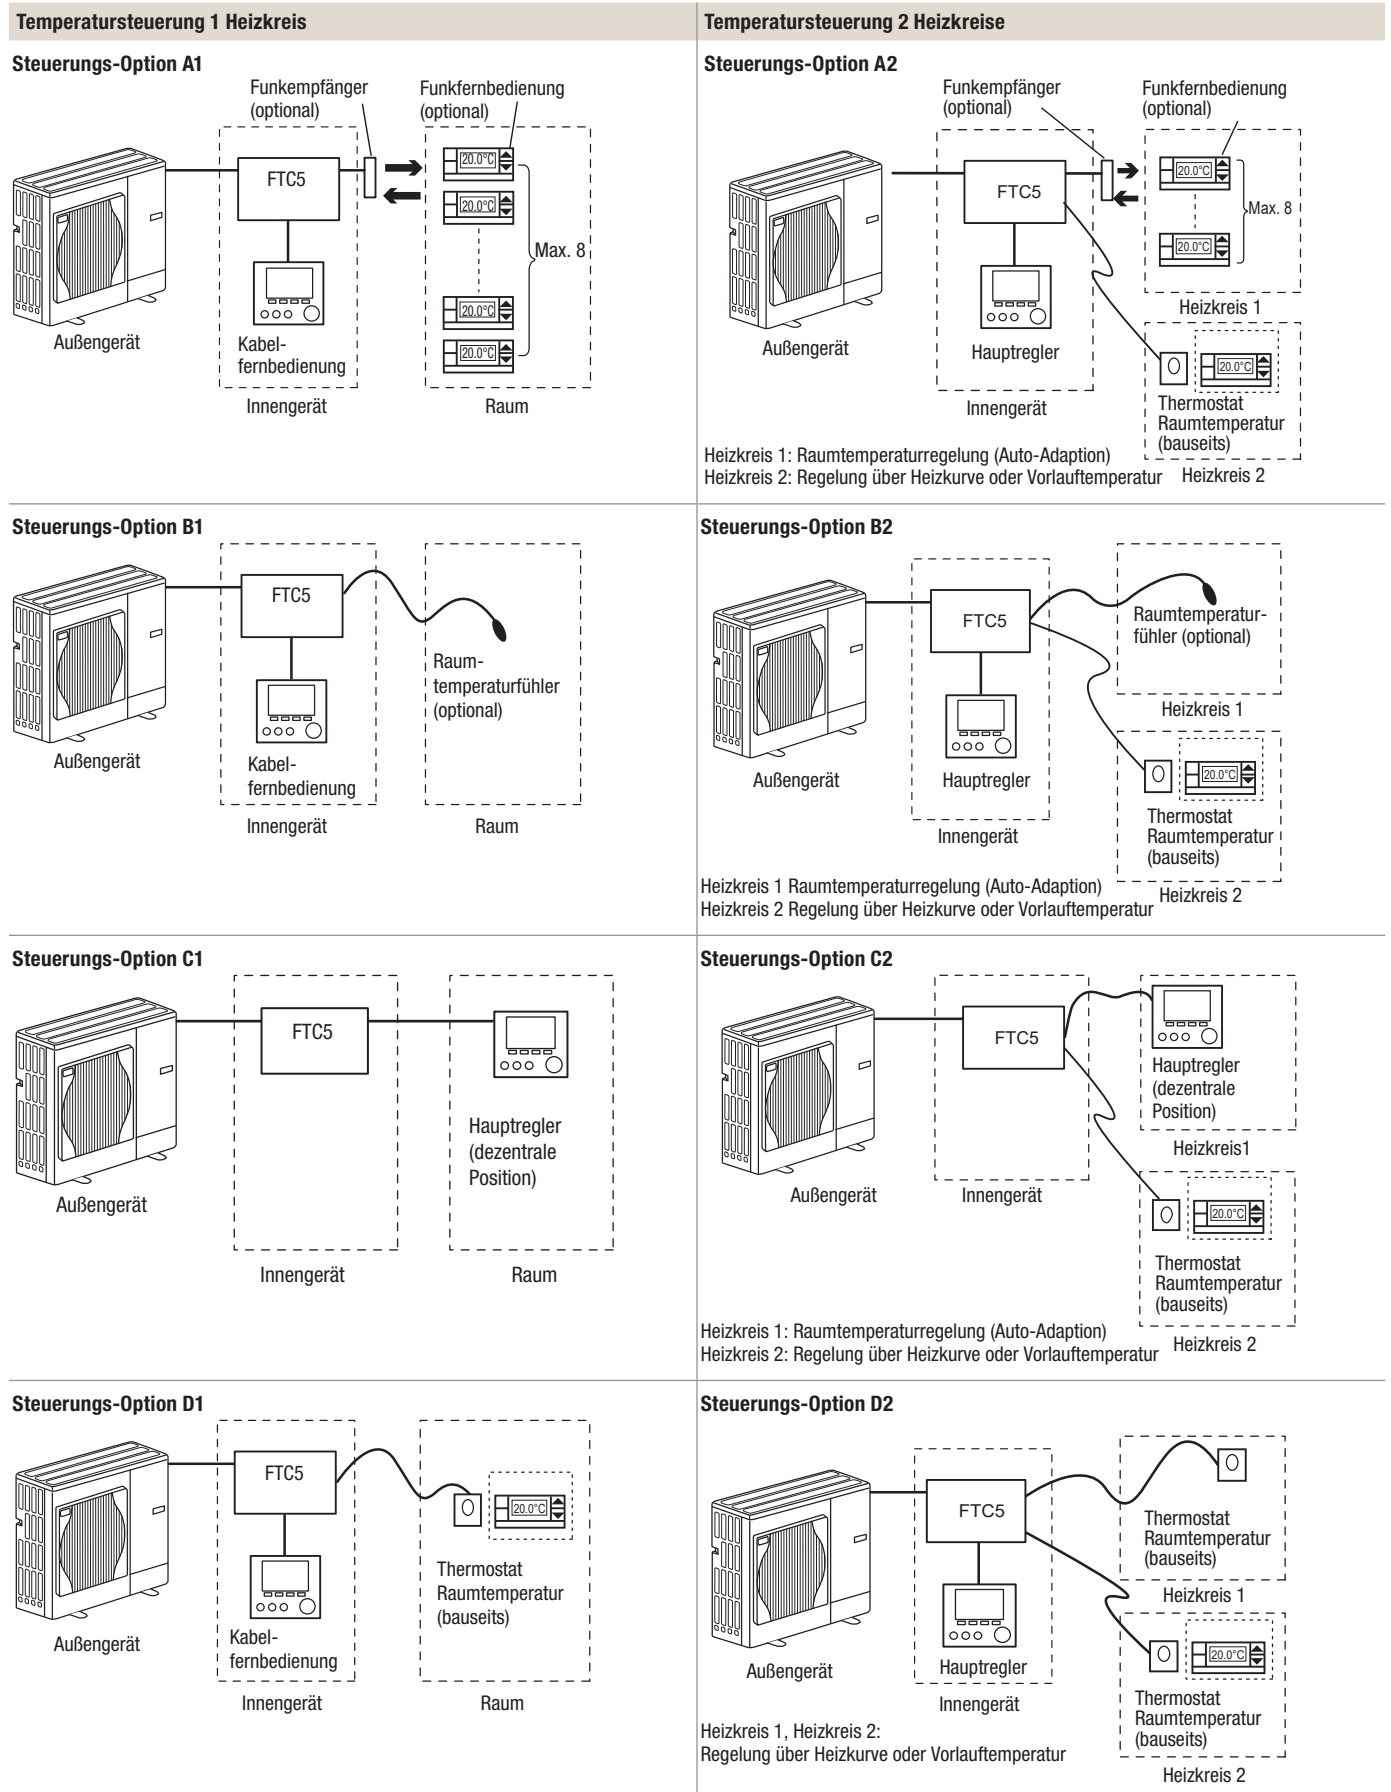 Temperatursteuerung 1 Heizkreis
Temperatursteuerung 2 Heizkreise
Steuerungs-Option A1
Funkempfänger
(optional)
Funkfernbedienung
(optional)
FTC5
20.0°C
20.0°C
Max. 8
20.0°C
20.0°C
Außengerät
Kabel-
fernbedienung
Innengerät
Raum
Steuerungs-Option A2
Funkempfänger
(optional)
Funkfernbedienung
(optional)
FTC5
20.0°C
Max. 8
20.0°C
Heizkreis 1
Außengerät
Hauptregler
20.0°C
Innengerät
Thermostat
Raumtemperatur
(bauseits)
Heizkreis 1: Raumtemperaturregelung (Auto-Adaption)
Heizkreis 2: Regelung über Heizkurve oder Vorlauftemperatur
Heizkreis 2
Steuerungs-Option B1
FTC5
Raum-
temperaturfühler
(optional)
Außengerät
Kabel-
fernbedienung
Innengerät
Raum
Steuerungs-Option B2
FTC5
Raumtemperatur-
fühler (optional)
Heizkreis 1
Außengerät
Hauptregler
20.0°C
Innengerät
Thermostat
Raumtemperatur
(bauseits)
Heizkreis 1 Raumtemperaturregelung (Auto-Adaption)
Heizkreis 2 Regelung über Heizkurve oder Vorlauftemperatur
Heizkreis 2
Steuerungs-Option C1
FTC5
Hauptregler
(dezentrale
Position)
Außengerät
Innengerät
Raum
Steuerungs-Option C2
FTC5
Hauptregler
(dezentrale
Position)
Heizkreis1
Außengerät
Innengerät
20.0°C
Thermostat
Raumtemperatur
(bauseits)
Heizkreis 1: Raumtemperaturregelung (Auto-Adaption)
Heizkreis 2: Regelung über Heizkurve oder Vorlauftemperatur
Heizkreis 2
Steuerungs-Option D1
FTC5
20.0°C
Thermostat
Raumtemperatur
(bauseits)
Außengerät
Kabel-
fernbedienung
Innengerät
Raum
Steuerungs-Option D2
FTC5
Thermostat
Raumtemperatur
(bauseits)
Heizkreis 1
Außengerät
Hauptregler
20.0°C
Innengerät
Thermostat
Raumtemperatur
(bauseits)
Heizkreis 1, Heizkreis 2:
Regelung über Heizkurve oder Vorlauftemperatur
Heizkreis 2